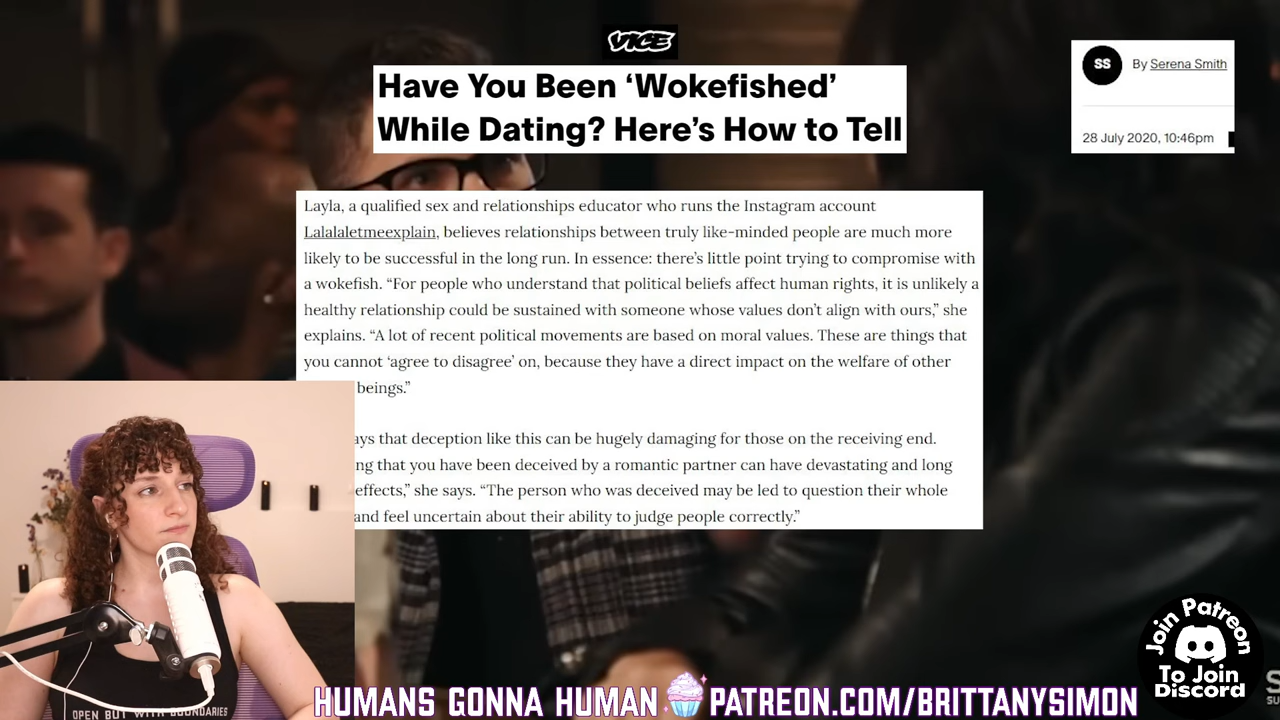 VICE
Have You Been ‘Wokefished’
While Dating? Here’s How to Tell
SS
By Serena Smith
28 July 2020, 10:46pm
Layla, a qualified sex and relationships educator who runs the Instagram account
Lalalaletmeexplain, believes relationships between truly like-minded people are much more
likely to be successful in the long run. In essence: there’s little point trying to compromise with
a wokefish. “For people who understand that political beliefs affect human rights, it is unlikely a
healthy relationship could be sustained with someone whose values don’t align with ours,” she
explains. “A lot of recent political movements are based on moral values. These are things that
you cannot ‘agree to disagree’ on, because they have a direct impact on the welfare of other
beings.”
ays that deception like this can be hugely damaging for those on the receiving end.
ng that you have been deceived by a romantic partner can have devastating and long
effects,” she says. “The person who was deceived may be led to question their whole
and feel uncertain about their ability to judge people correctly.”
OPEN BUT WITH BOUNDARIES
Join Patreon
To Join
Discord
HUMANS GONNA HUMAN PATREON.COM/BRITTANYSIMON